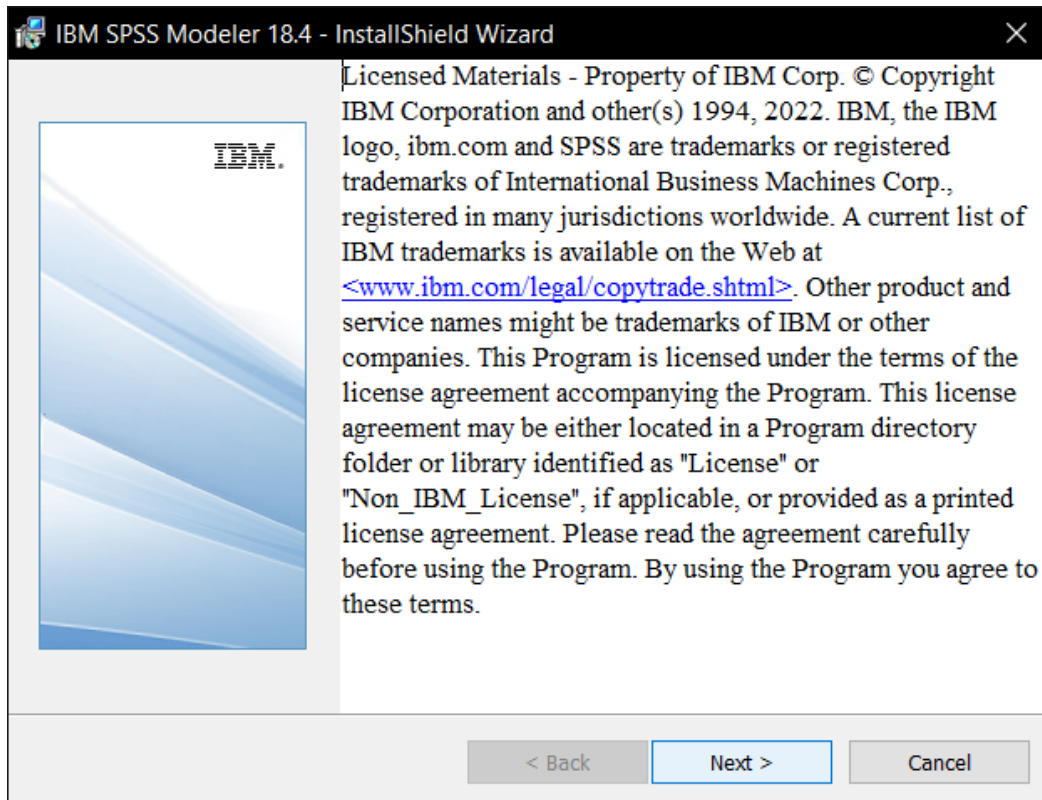 IBM SPSS Modeler 18.4 - InstallShield Wizard
IBM.
Licensed Materials - Property of IBM Corp. © Copyright
IBM Corporation and other(s) 1994, 2022. IBM, the IBM
logo, ibm.com and SPSS are trademarks or registered
trademarks of International Business Machines Corp.,
registered in many jurisdictions worldwide. A current list of
IBM trademarks is available on the Web at
<www.ibm.com/legal/copytrade.shtml>. Other product and
service names might be trademarks of IBM or other
companies. This Program is licensed under the terms of the
license agreement accompanying the Program. This license
agreement may be either located in a Program directory
folder or library identified as "License" or
"Non_IBM_License", if applicable, or provided as a printed
license agreement. Please read the agreement carefully
before using the Program. By using the Program you agree to
these terms.
< Back
Next >
Cancel